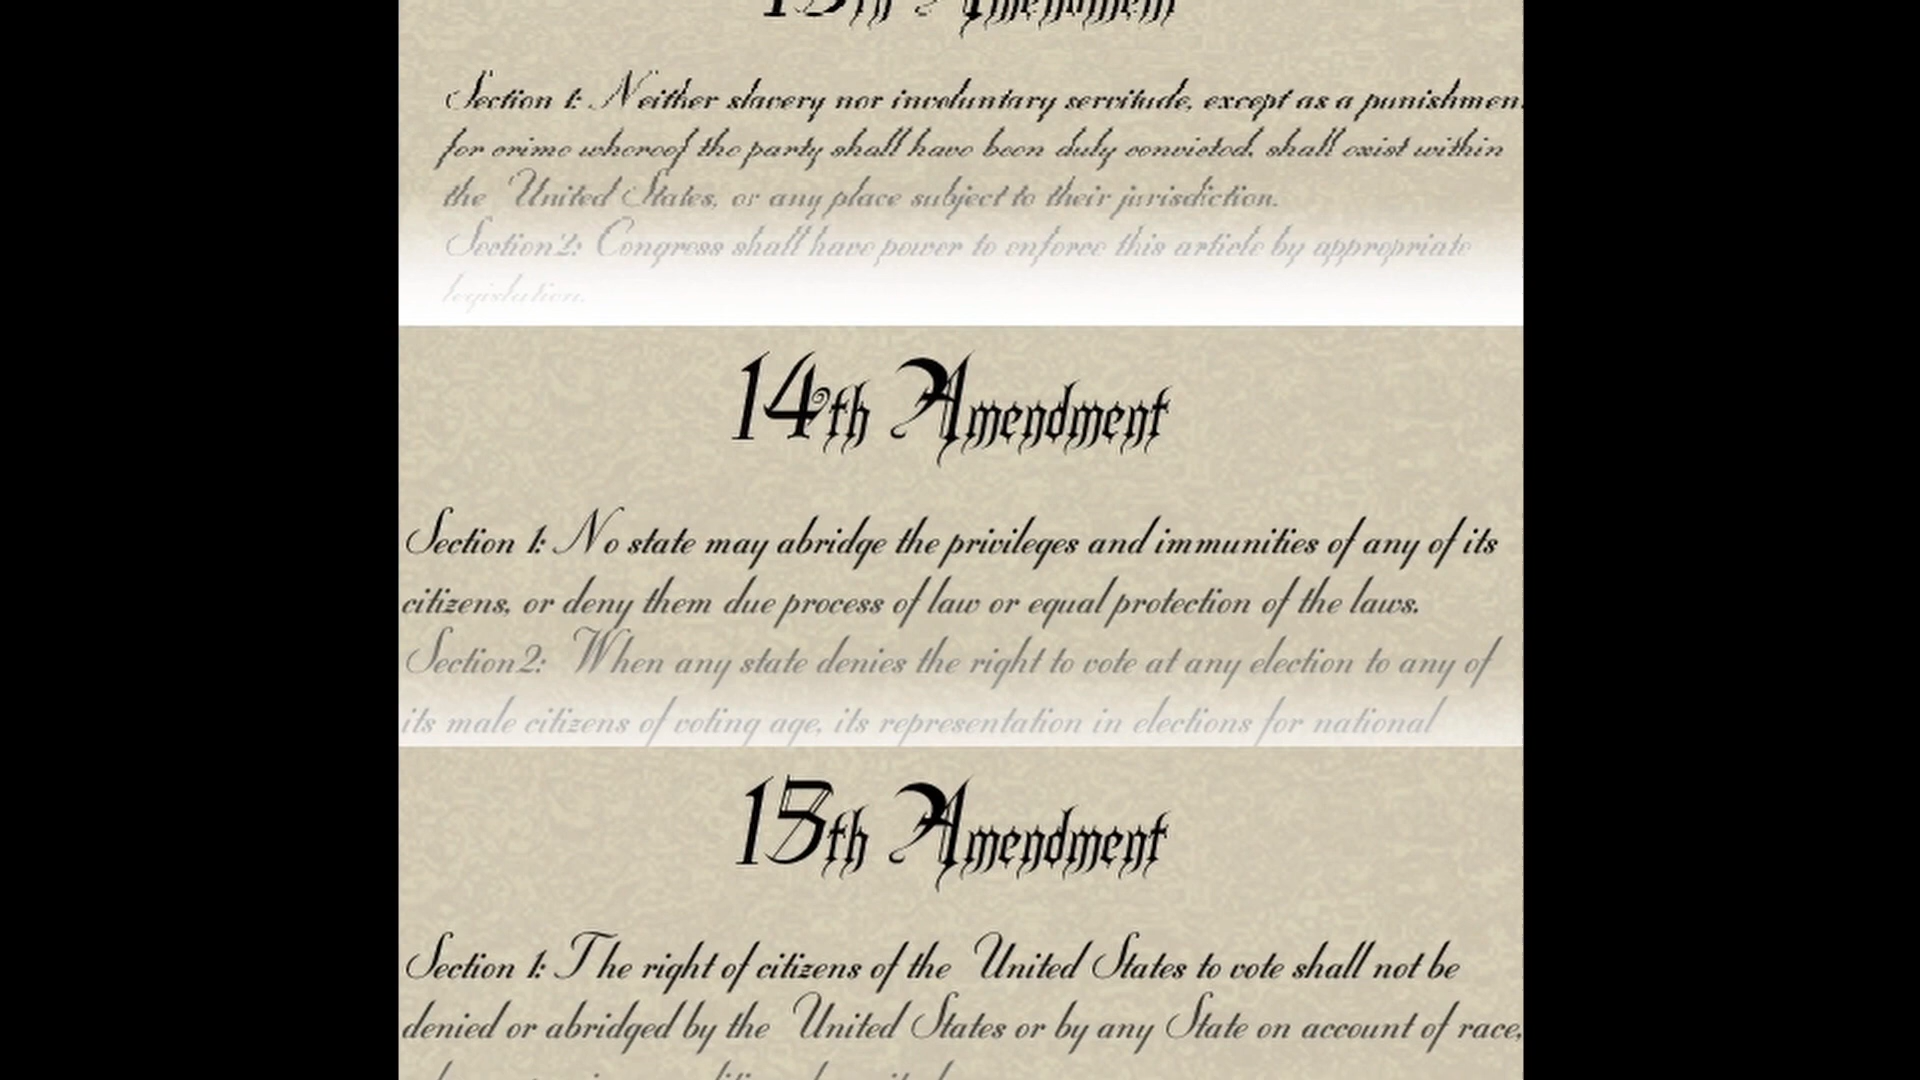 13th Amendment
Section 1: Neither slavery nor involuntary servitude, except as a punishment
for crime whereof the party shall have been duly convicted, shall exist within
the United States, or any place subject to their jurisdiction.
Section2: Congress shall have power to enforce this article by appropriate
legislation.
14th Amendment
Section 1: No state may abridge the privileges and immunities of any of its
citizens, or deny them due process of law or equal protection of the laws.
Section2: When any state denies the right to vote at any election to any of
its male citizens of voting age, its representation in elections for national
15th Amendment
Section 1: The right of citizens of the United States to vote shall not be
denied or abridged by the United States or by any State on account of race,